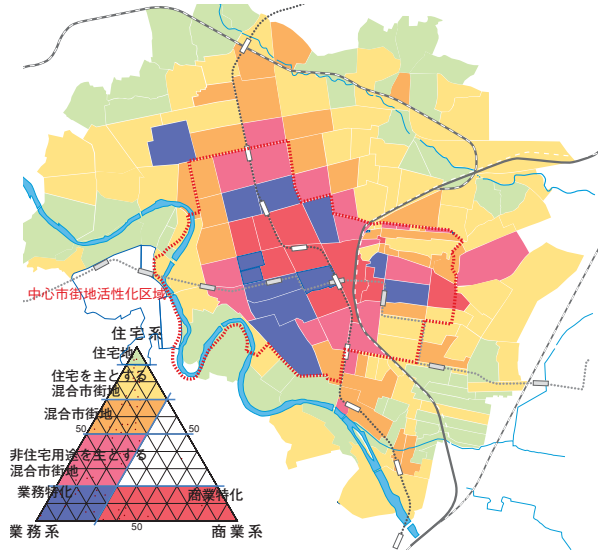 中心市街地活性化区域
住宅系
住宅地
住宅を主とする
混合市街地
混合市街地
50
50
非住宅用途を主とする
混合市街地
業務特化
商業特化
業務系
50
商業系